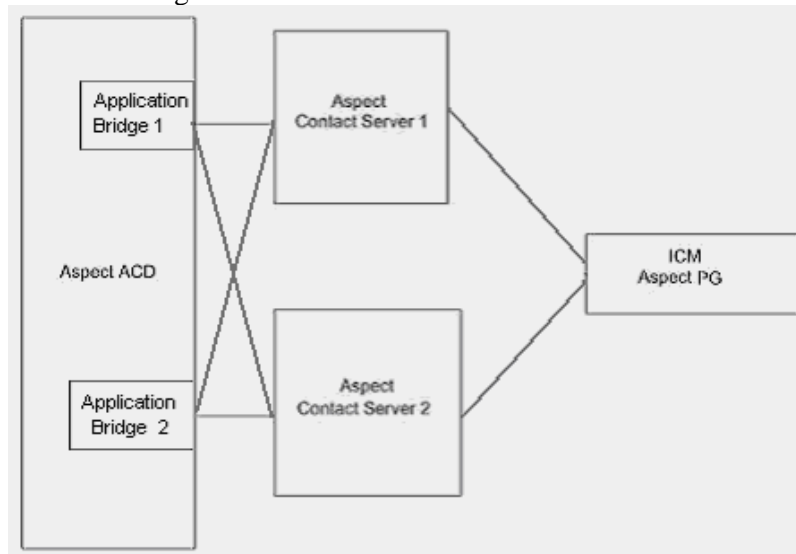 Application
Bridge 1
Aspect
Contact Server 1
Aspect ACD
ICM
Aspect PG
Application
Bridge 2
Aspect
Contact Server 2